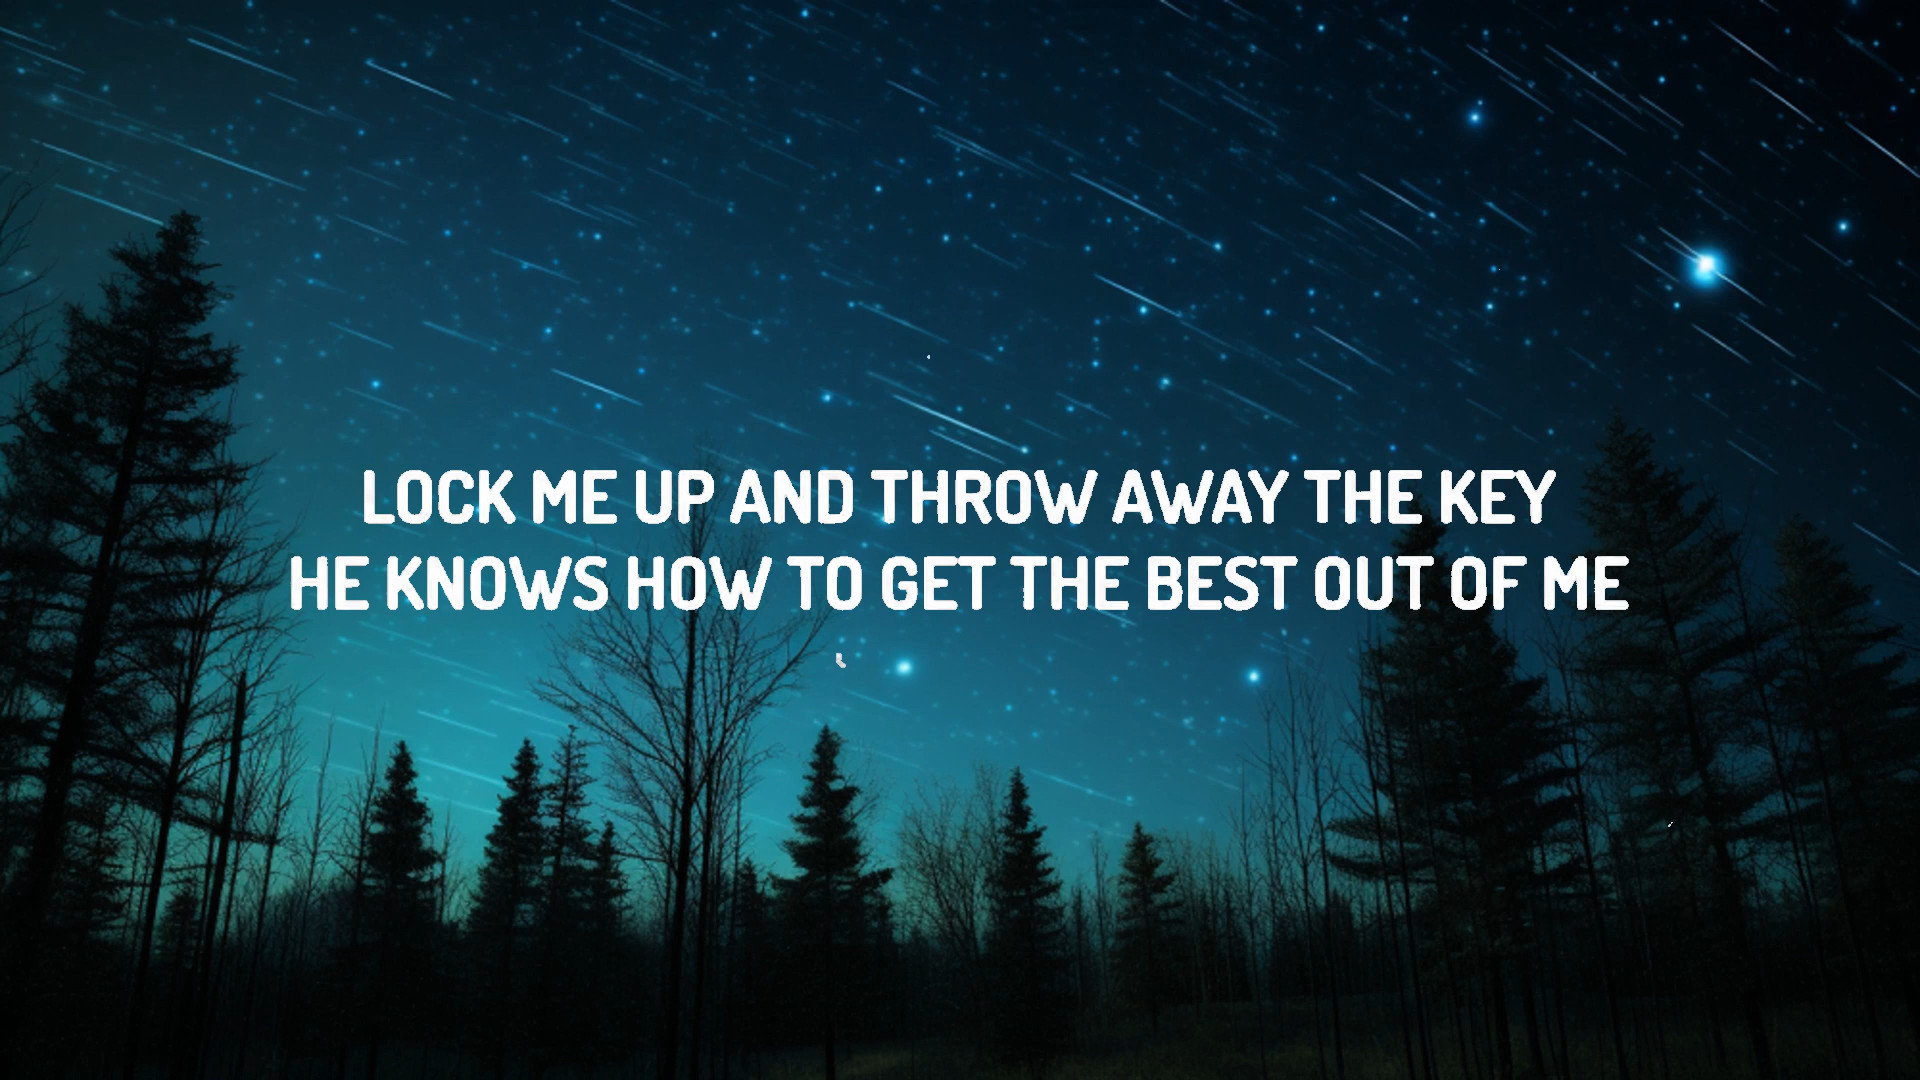 LOCK ME UP AND THROW AWAY THE KEY
HE KNOWS HOW TO GET THE BEST OUT OF ME